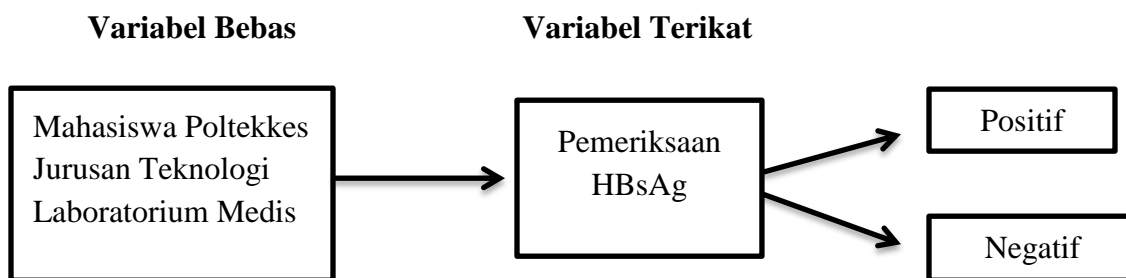 Variabel Bebas
Variabel Terikat
Mahasiswa Poltekkes
Jurusan Teknologi
Laboratorium Medis
Pemeriksaan
HBsAg
Positif
Negatif